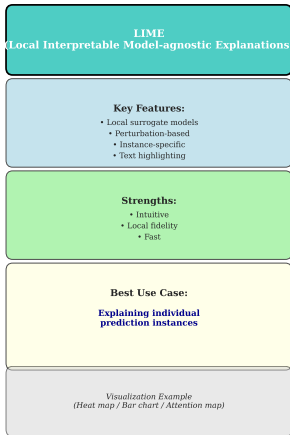 LIME
(Local Interpretable Model-agnostic Explanations
Key Features:
• Local surrogate models
• Perturbation-based
• Instance-specific
• Text highlighting
Strengths:
• Intuitive
• Local fidelity
• Fast
Best Use Case:
Explaining individual
prediction instances
Visualization Example
(Heat map / Bar chart / Attention map)